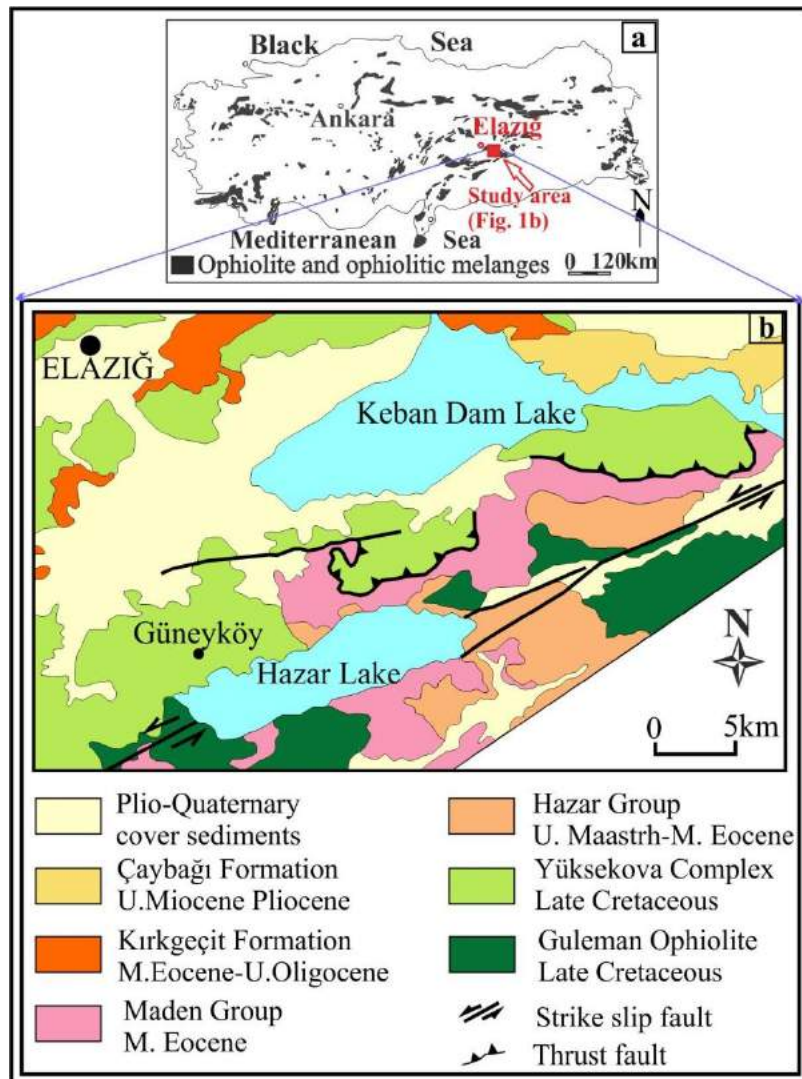 a
Black Sea
Ankara
Elazığ
Study area
(Fig. 1b)
N
Mediterranean Sea
Ophiolite and ophiolitic melanges
0 120km
b
ELAZIĞ
Keban Dam Lake
Güneyköy
Hazar Lake
N
0 5km
Plio-Quaternary
cover sediments
Çaybağı Formation
U.Miocene Pliocene
Kırkgeçit Formation
M.Eocene-U.Oligocene
Maden Group
M. Eocene
Hazar Group
U. Maastrh-M. Eocene
Yüksekova Complex
Late Cretaceous
Guleman Ophiolite
Late Cretaceous
Strike slip fault
Thrust fault